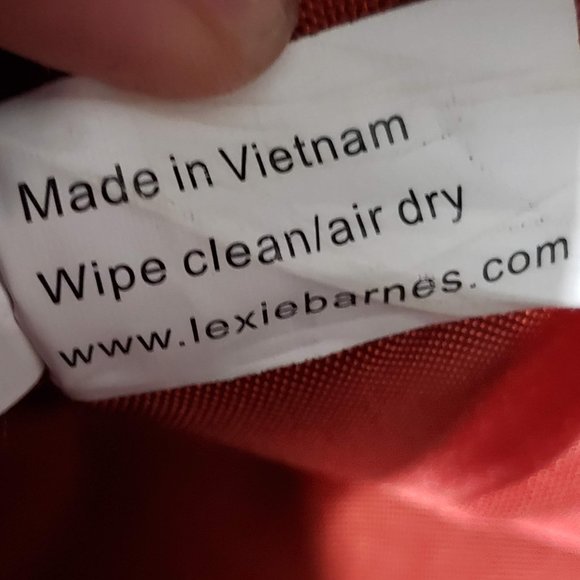 Made in Vietnam
Wipe clean/air dry
www.lexiebarnes.com